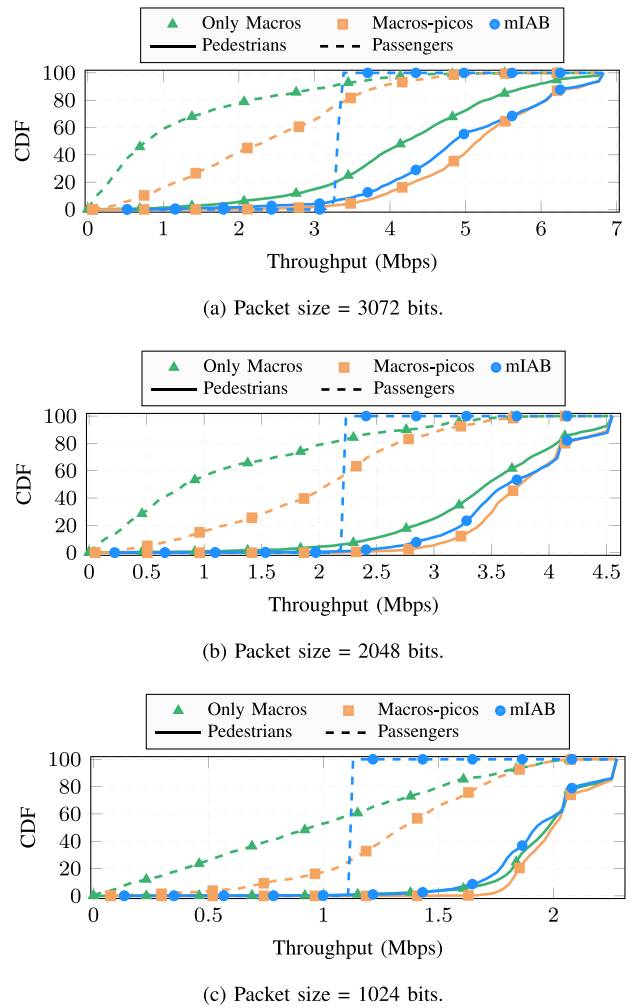 Only Macros Macros-picos mIAB
Pedestrians Passengers
100
80
60
40
20
0
CDF
0 1 2 3 4 5 6 7
Throughput (Mbps)
(a) Packet size = 3072 bits.
Only Macros Macros-picos mIAB
Pedestrians Passengers
100
80
60
40
20
0
CDF
0 0.5 1 1.5 2 2.5 3 3.5 4 4.5
Throughput (Mbps)
(b) Packet size = 2048 bits.
Only Macros Macros-picos mIAB
Pedestrians Passengers
100
80
60
40
20
0
CDF
0 0.5 1 1.5 2
Throughput (Mbps)
(c) Packet size = 1024 bits.